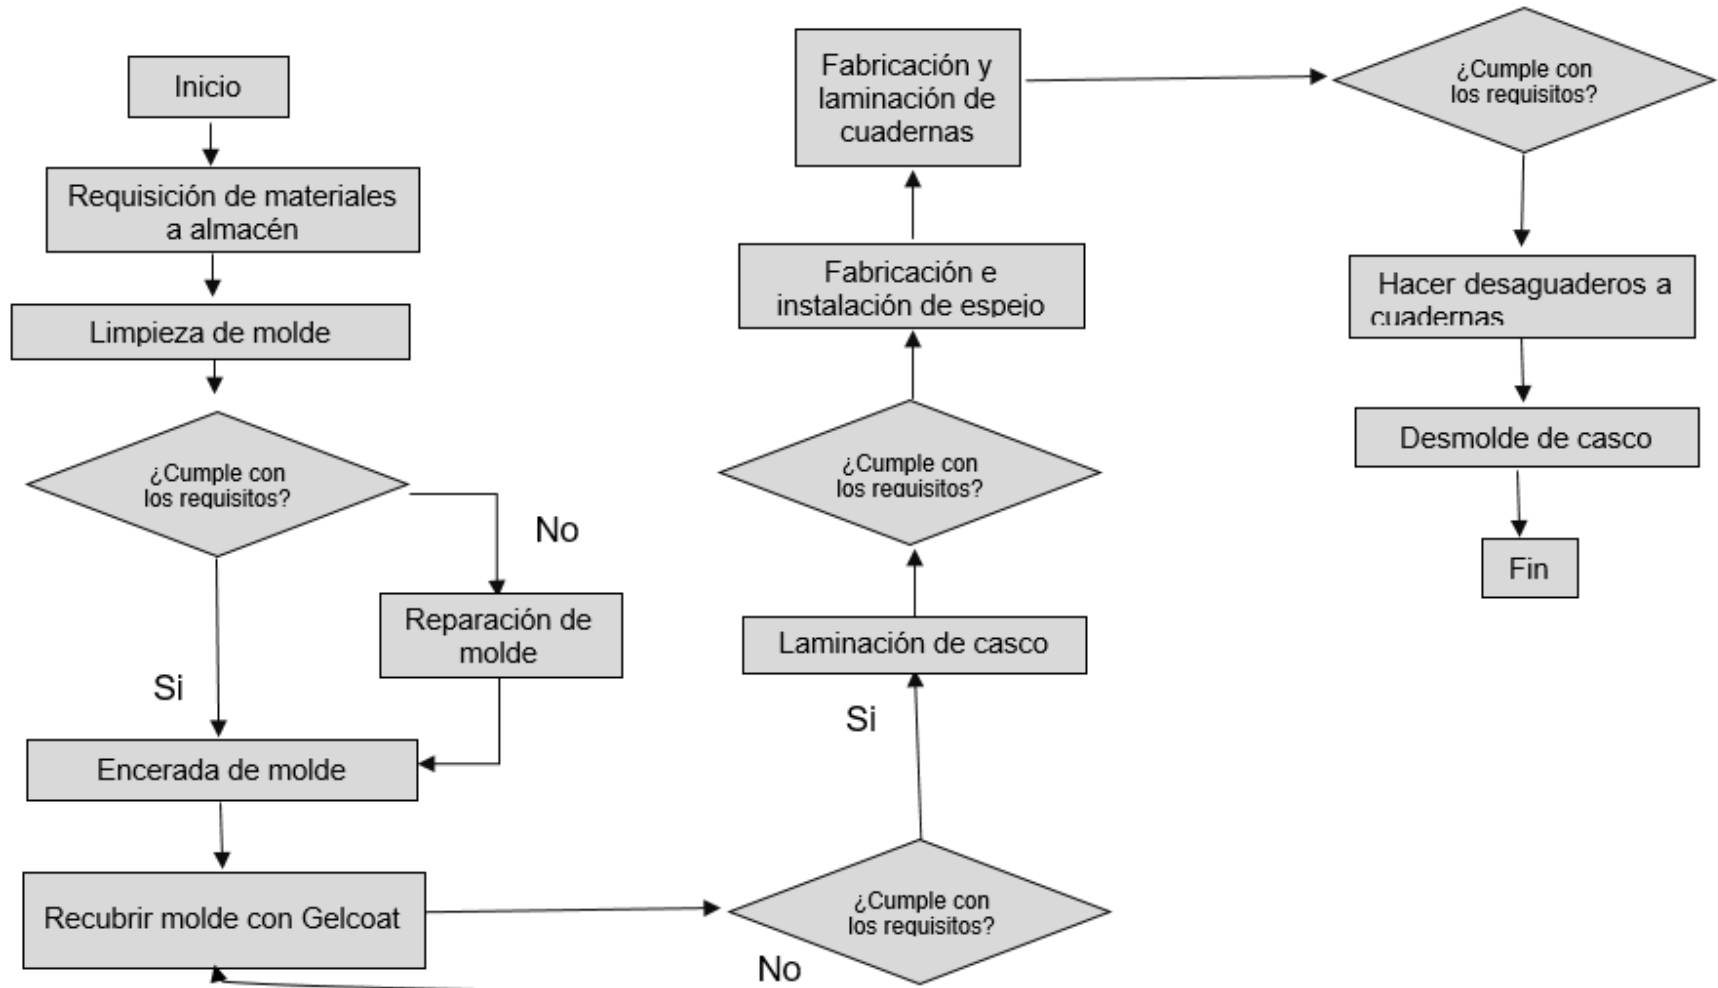 Inicio
Requisición de materiales
a almacén
Limpieza de molde
¿Cumple con
los requisitos?
No
Reparación de
molde
Si
Encerada de molde
Recubrir molde con Gelcoat
¿Cumple con
los requisitos?
No
Si
Laminación de casco
¿Cumple con
los requisitos?
Fabricación e
instalación de espejo
Fabricación y
laminación de
cuadernas
¿Cumple con
los requisitos?
Hacer desaguaderos a
cuadernas
Desmolde de casco
Fin